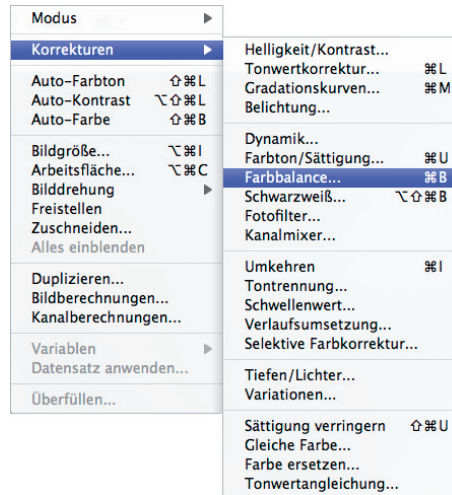 Modus ▶
Korrekturen ▶
Auto-Farbton ⇧⌘L
Auto-Kontrast ⌥⇧⌘L
Auto-Farbe ⇧⌘B
Bildgröße... ⌥⌘I
Arbeitsfläche... ⌥⌘C
Bilddrehung ▶
Freistellen
Zuschneiden...
Alles einblenden
Duplizieren...
Bildberechnungen...
Kanalberechnungen...
Variablen ▶
Datensatz anwenden...
Überfüllen...
Helligkeit/Kontrast...
Tonwertkorrektur... ⌘L
Gradationskurven... ⌘M
Belichtung...
Dynamik...
Farbton/Sättigung... ⌘U
Farbbalance... ⌘B
Schwarzweiß... ⌥⇧⌘B
Fotofilter...
Kanalmixer...
Umkehren ⌘I
Tontrennung...
Schwellenwert...
Verlaufsumsetzung...
Selektive Farbkorrektur...
Tiefen/Lichter...
Variationen...
Sättigung verringern ⇧⌘U
Gleiche Farbe...
Farbe ersetzen...
Tonwertangleichung...